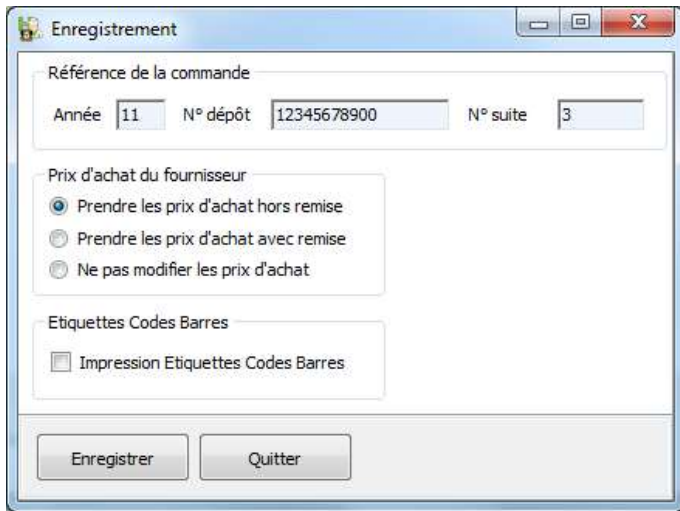 Enregistrement
Référence de la commande
Année 11 N° dépôt 12345678900 N° suite 3
Prix d'achat du fournisseur
Prendre les prix d'achat hors remise
Prendre les prix d'achat avec remise
Ne pas modifier les prix d'achat
Etiquettes Codes Barres
Impression Etiquettes Codes Barres
Enregistrer Quitter